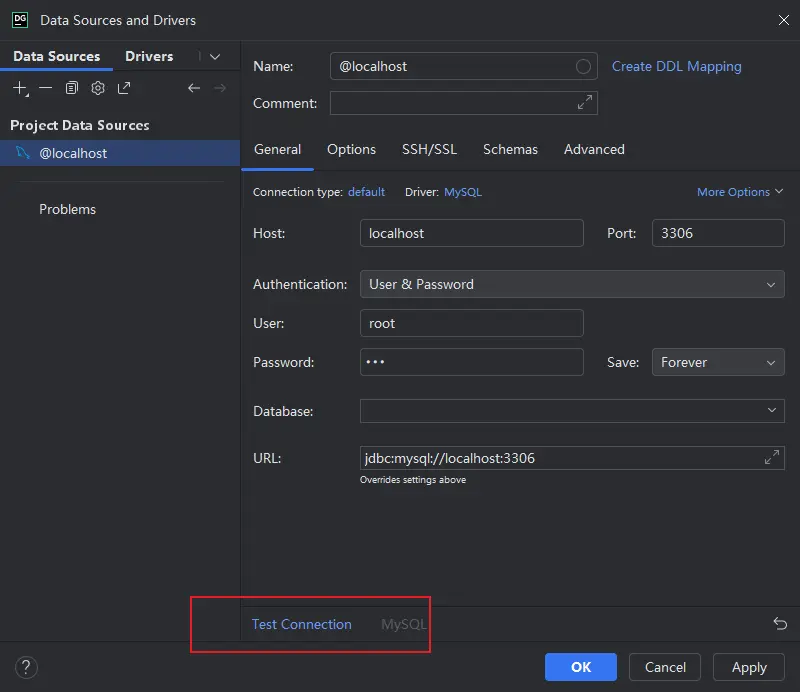 DG Data Sources and Drivers
Data Sources Drivers
Project Data Sources
@localhost
Problems
Name: @localhost Create DDL Mapping
Comment:
General Options SSH/SSL Schemas Advanced
Connection type: default Driver: MySQL More Options
Host: localhost Port: 3306
Authentication: User & Password
User: root
Password: ••• Save: Forever
Database:
URL: jdbc:mysql://localhost:3306
Overrides settings above
Test Connection MySQL
? OK Cancel Apply